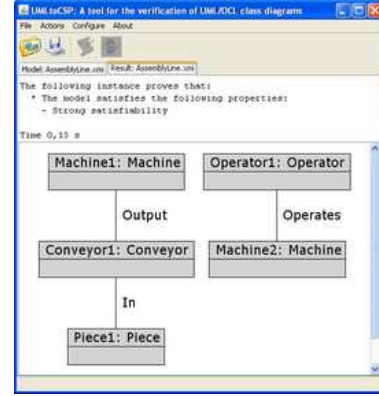 UMLtoCSP: A tool for the verification of UML/OCL class diagrams
File Actions Configure About
Model: AssemblyLine.xmi Result: AssemblyLine.xmi
The following instance proves that:
* The model satisfies the following properties:
- Strong satisfiability
Time 0,15 s
Machine1: Machine Operator1: Operator
Output Operates
Conveyor1: Conveyor Machine2: Machine
In
Piece1: Piece